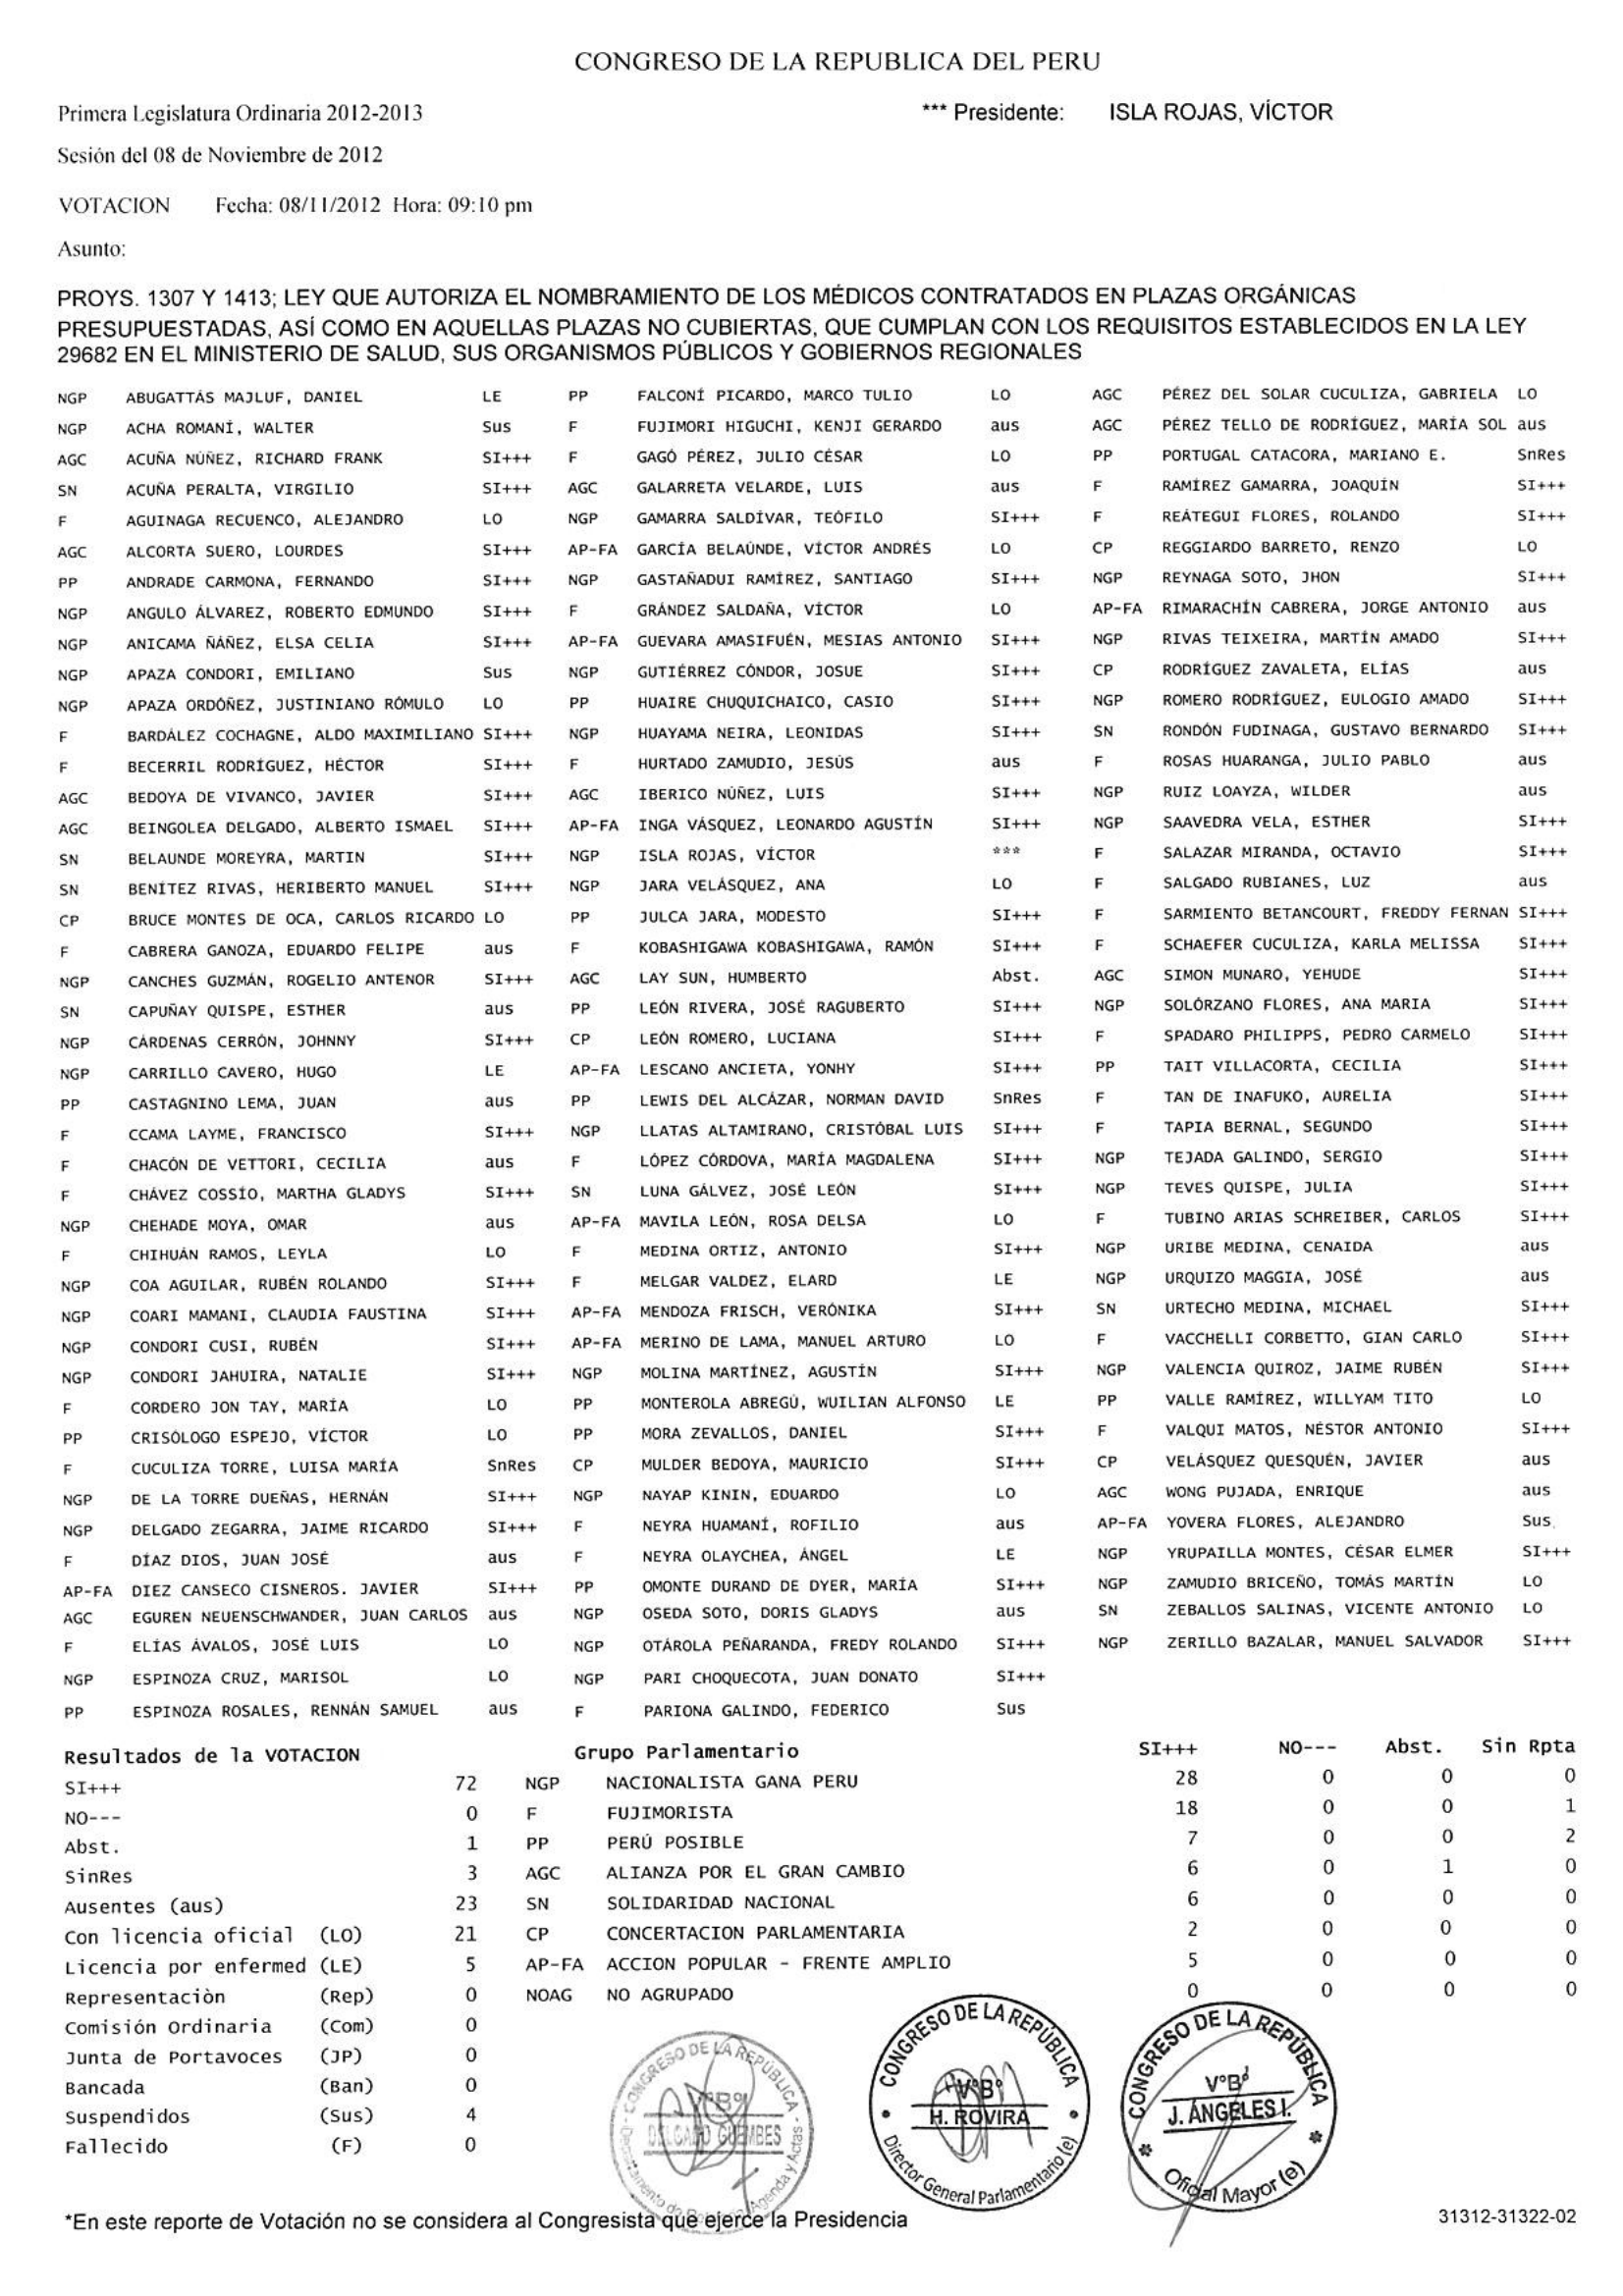 CONGRESO DE LA REPUBLICA DEL PERU
Primera Legislatura Ordinaria 2012-2013 *** Presidente: ISLA ROJAS, VÍCTOR
Sesión del 08 de Noviembre de 2012
VOTACION Fecha: 08/11/2012 Hora: 09:10 pm
Asunto:
PROYS. 1307 Y 1413; LEY QUE AUTORIZA EL NOMBRAMIENTO DE LOS MÉDICOS CONTRATADOS EN PLAZAS ORGÁNICAS
PRESUPUESTADAS, ASÍ COMO EN AQUELLAS PLAZAS NO CUBIERTAS, QUE CUMPLAN CON LOS REQUISITOS ESTABLECIDOS EN LA LEY
29682 EN EL MINISTERIO DE SALUD, SUS ORGANISMOS PÚBLICOS Y GOBIERNOS REGIONALES
NGP ABUGATTÁS MAJLUF, DANIEL LE PP FALCONÍ PICARDO, MARCO TULIO LO AGC PÉREZ DEL SOLAR CUCULIZA, GABRIELA LO
NGP ACHA ROMANÍ, WALTER Sus F FUJIMORI HIGUCHI, KENJI GERARDO aus AGC PÉREZ TELLO DE RODRÍGUEZ, MARÍA SOL aus
AGC ACUÑA NÚÑEZ, RICHARD FRANK SI+++ F GAGÓ PÉREZ, JULIO CÉSAR LO PP PORTUGAL CATACORA, MARIANO E. SnRes
SN ACUÑA PERALTA, VIRGILIO SI+++ AGC GALARRETA VELARDE, LUIS aus F RAMÍREZ GAMARRA, JOAQUÍN SI+++
F AGUINAGA RECUENCO, ALEJANDRO LO NGP GAMARRA SALDÍVAR, TEÓFILO SI+++ F REÁTEGUI FLORES, ROLANDO SI+++
AGC ALCORTA SUERO, LOURDES SI+++ AP-FA GARCÍA BELAÚNDE, VÍCTOR ANDRÉS LO CP REGGIARDO BARRETO, RENZO LO
PP ANDRADE CARMONA, FERNANDO SI+++ NGP GASTAÑADUI RAMÍREZ, SANTIAGO SI+++ NGP REYNAGA SOTO, JHON SI+++
NGP ANGULO ÁLVAREZ, ROBERTO EDMUNDO SI+++ F GRÁNDEZ SALDAÑA, VÍCTOR LO AP-FA RIMARACHÍN CABRERA, JORGE ANTONIO aus
NGP ANICAMA ÑÁÑEZ, ELSA CELIA SI+++ AP-FA GUEVARA AMASIFUÉN, MESIAS ANTONIO SI+++ NGP RIVAS TEIXEIRA, MARTÍN AMADO SI+++
NGP APAZA CONDORI, EMILIANO Sus NGP GUTIÉRREZ CÓNDOR, JOSUE SI+++ CP RODRÍGUEZ ZAVALETA, ELÍAS aus
NGP APAZA ORDÓÑEZ, JUSTINIANO RÓMULO LO PP HUAIRE CHUQUICHAICO, CASIO SI+++ NGP ROMERO RODRÍGUEZ, EULOGIO AMADO SI+++
F BARDÁLEZ COCHAGNE, ALDO MAXIMILIANO SI+++ NGP HUAYAMA NEIRA, LEONIDAS SI+++ SN RONDÓN FUDINAGA, GUSTAVO BERNARDO SI+++
F BECERRIL RODRÍGUEZ, HÉCTOR SI+++ F HURTADO ZAMUDIO, JESÚS aus F ROSAS HUARANGA, JULIO PABLO aus
AGC BEDOYA DE VIVANCO, JAVIER SI+++ AGC IBERICO NÚÑEZ, LUIS SI+++ NGP RUIZ LOAYZA, WILDER aus
AGC BEINGOLEA DELGADO, ALBERTO ISMAEL SI+++ AP-FA INGA VÁSQUEZ, LEONARDO AGUSTÍN SI+++ NGP SAAVEDRA VELA, ESTHER SI+++
SN BELAUNDE MOREYRA, MARTIN SI+++ NGP ISLA ROJAS, VÍCTOR *** F SALAZAR MIRANDA, OCTAVIO SI+++
SN BENÍTEZ RIVAS, HERIBERTO MANUEL SI+++ NGP JARA VELÁSQUEZ, ANA LO F SALGADO RUBIANES, LUZ aus
CP BRUCE MONTES DE OCA, CARLOS RICARDO LO PP JULCA JARA, MODESTO SI+++ F SARMIENTO BETANCOURT, FREDDY FERNAN SI+++
F CABRERA GANOZA, EDUARDO FELIPE aus F KOBASHIGAWA KOBASHIGAWA, RAMÓN SI+++ F SCHAEFER CUCULIZA, KARLA MELISSA SI+++
NGP CANCHES GUZMÁN, ROGELIO ANTENOR SI+++ AGC LAY SUN, HUMBERTO Abst. AGC SIMON MUNARO, YEHUDE SI+++
SN CAPUÑAY QUISPE, ESTHER aus PP LEÓN RIVERA, JOSÉ RAGUBERTO SI+++ NGP SOLÓRZANO FLORES, ANA MARIA SI+++
NGP CÁRDENAS CERRÓN, JOHNNY SI+++ CP LEÓN ROMERO, LUCIANA SI+++ F SPADARO PHILIPPS, PEDRO CARMELO SI+++
NGP CARRILLO CAVERO, HUGO LE AP-FA LESCANO ANCIETA, YONHY SI+++ PP TAIT VILLACORTA, CECILIA SI+++
PP CASTAGNINO LEMA, JUAN aus PP LEWIS DEL ALCÁZAR, NORMAN DAVID SnRes F TAN DE INAFUKO, AURELIA SI+++
F CCAMA LAYME, FRANCISCO SI+++ NGP LLATAS ALTAMIRANO, CRISTÓBAL LUIS SI+++ F TAPIA BERNAL, SEGUNDO SI+++
F CHACÓN DE VETTORI, CECILIA aus F LÓPEZ CÓRDOVA, MARÍA MAGDALENA SI+++ NGP TEJADA GALINDO, SERGIO SI+++
F CHÁVEZ COSSÍO, MARTHA GLADYS SI+++ SN LUNA GÁLVEZ, JOSÉ LEÓN SI+++ NGP TEVES QUISPE, JULIA SI+++
NGP CHEHADE MOYA, OMAR aus AP-FA MAVILA LEÓN, ROSA DELSA LO F TUBINO ARIAS SCHREIBER, CARLOS SI+++
F CHIHUÁN RAMOS, LEYLA LO F MEDINA ORTIZ, ANTONIO SI+++ NGP URIBE MEDINA, CENAIDA aus
NGP COA AGUILAR, RUBÉN ROLANDO SI+++ F MELGAR VALDEZ, ELARD LE NGP URQUIZO MAGGIA, JOSÉ aus
NGP COARI MAMANI, CLAUDIA FAUSTINA SI+++ AP-FA MENDOZA FRISCH, VERÓNIKA SI+++ SN URTECHO MEDINA, MICHAEL SI+++
NGP CONDORI CUSI, RUBÉN SI+++ AP-FA MERINO DE LAMA, MANUEL ARTURO LO F VACCHELLI CORBETTO, GIAN CARLO SI+++
NGP CONDORI JAHUIRA, NATALIE SI+++ NGP MOLINA MARTÍNEZ, AGUSTÍN SI+++ NGP VALENCIA QUIROZ, JAIME RUBÉN SI+++
F CORDERO JON TAY, MARÍA LO PP MONTEROLA ABREGÚ, WUILIAN ALFONSO LE PP VALLE RAMÍREZ, WILLYAM TITO LO
PP CRISÓLOGO ESPEJO, VÍCTOR LO PP MORA ZEVALLOS, DANIEL SI+++ F VALQUI MATOS, NÉSTOR ANTONIO SI+++
F CUCULIZA TORRE, LUISA MARÍA SnRes CP MULDER BEDOYA, MAURICIO SI+++ CP VELÁSQUEZ QUESQUÉN, JAVIER aus
NGP DE LA TORRE DUEÑAS, HERNÁN SI+++ NGP NAYAP KININ, EDUARDO LO AGC WONG PUJADA, ENRIQUE aus
NGP DELGADO ZEGARRA, JAIME RICARDO SI+++ F NEYRA HUAMANÍ, ROFILIO aus AP-FA YOVERA FLORES, ALEJANDRO Sus
F DÍAZ DIOS, JUAN JOSÉ aus F NEYRA OLAYCHEA, ÁNGEL LE NGP YRUPAILLA MONTES, CÉSAR ELMER SI+++
AP-FA DIEZ CANSECO CISNEROS. JAVIER SI+++ PP OMONTE DURAND DE DYER, MARÍA SI+++ NGP ZAMUDIO BRICEÑO, TOMÁS MARTÍN LO
AGC EGUREN NEUENSCHWANDER, JUAN CARLOS aus NGP OSEDA SOTO, DORIS GLADYS aus SN ZEBALLOS SALINAS, VICENTE ANTONIO LO
F ELÍAS ÁVALOS, JOSÉ LUIS LO NGP OTÁROLA PEÑARANDA, FREDY ROLANDO SI+++ NGP ZERILLO BAZALAR, MANUEL SALVADOR SI+++
NGP ESPINOZA CRUZ, MARISOL LO NGP PARI CHOQUECOTA, JUAN DONATO SI+++
PP ESPINOZA ROSALES, RENNÁN SAMUEL aus F PARIONA GALINDO, FEDERICO Sus
Resultados de la VOTACION Grupo Parlamentario SI+++ NO--- Abst. Sin Rpta
SI+++ 72 NGP NACIONALISTA GANA PERU 28 0 0 0
NO--- 0 F FUJIMORISTA 18 0 0 1
Abst. 1 PP PERÚ POSIBLE 7 0 0 2
SinRes 3 AGC ALIANZA POR EL GRAN CAMBIO 6 0 1 0
Ausentes (aus) 23 SN SOLIDARIDAD NACIONAL 6 0 0 0
Con licencia oficial (LO) 21 CP CONCERTACION PARLAMENTARIA 2 0 0 0
Licencia por enfermed (LE) 5 AP-FA ACCION POPULAR - FRENTE AMPLIO 5 0 0 0
Representaciòn (Rep) 0 NOAG NO AGRUPADO 0 0 0 0
Comisión Ordinaria (Com) 0
Junta de Portavoces (JP) 0
Bancada (Ban) 0
Suspendidos (Sus) 4
Fallecido (F) 0
CONGRESO DE LA REPÚBLICA
VºBº
DELGADO GUEMBES
Departamento de Agenda y Actas
CONGRESO DE LA REPÚBLICA
VºBº
H. ROVIRA
Director General Parlamentario (e)
CONGRESO DE LA REPÚBLICA
VºBº
J. ÁNGELES I.
Oficial Mayor (e)
*En este reporte de Votación no se considera al Congresista que ejerce la Presidencia 31312-31322-02